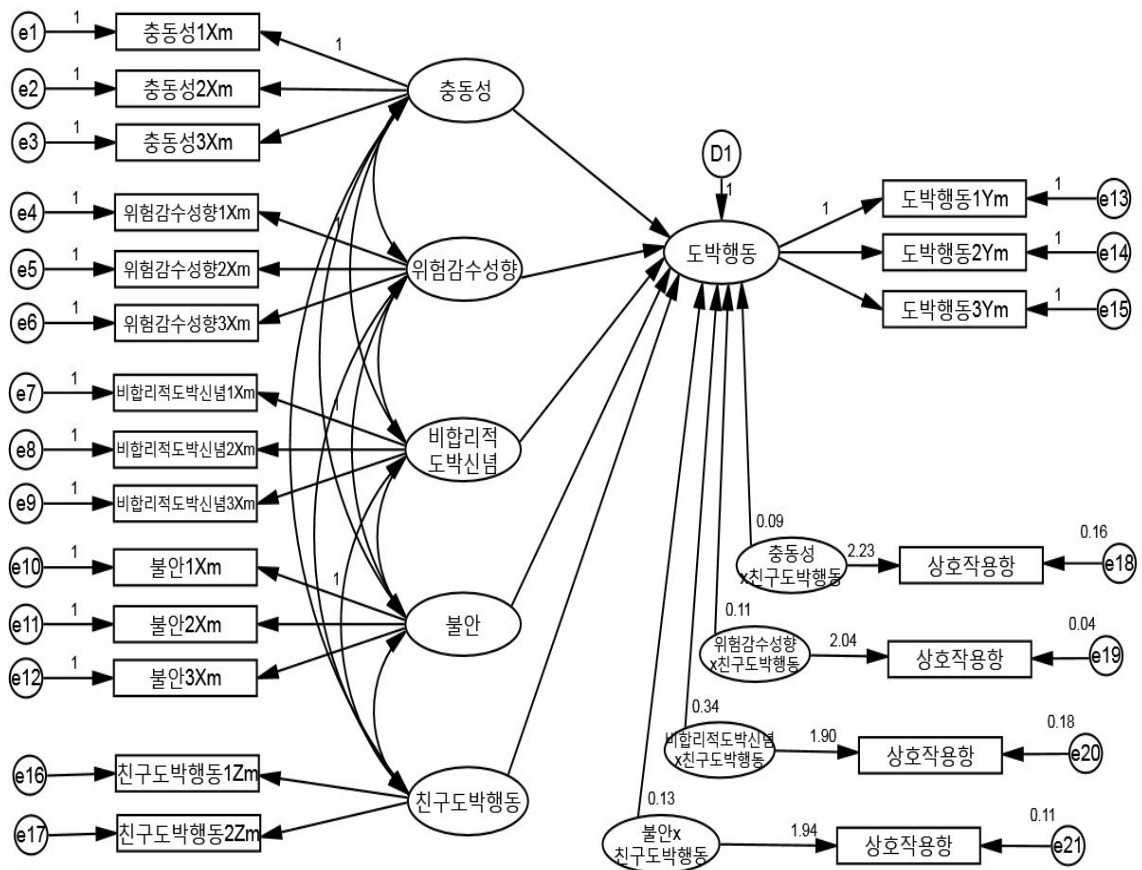 e1
1
충동성1Xm
1
e2
1
충동성2Xm
충동성
e3
1
충동성3Xm
D1
1
e4
1
위험감수성향1Xm
1
e5
1
위험감수성향2Xm
위험감수성향
e6
1
위험감수성향3Xm
도박행동
1
도박행동1Ym
1
e13
도박행동2Ym
1
e14
도박행동3Ym
1
e15
e7
1
비합리적도박신념1Xm
1
e8
1
비합리적도박신념2Xm
비합리적
도박신념
e9
1
비합리적도박신념3Xm
e10
1
불안1Xm
1
e11
1
불안2Xm
불안
e12
1
불안3Xm
e16
친구도박행동1Zm
친구도박행동
e17
친구도박행동2Zm
0.09
충동성
x친구도박행동
2.23
상호작용항
0.16
e18
0.11
위험감수성향
x친구도박행동
2.04
상호작용항
0.04
e19
0.34
비합리적도박신념
x친구도박행동
1.90
상호작용항
0.18
e20
0.13
불안x
친구도박행동
1.94
상호작용항
0.11
e21